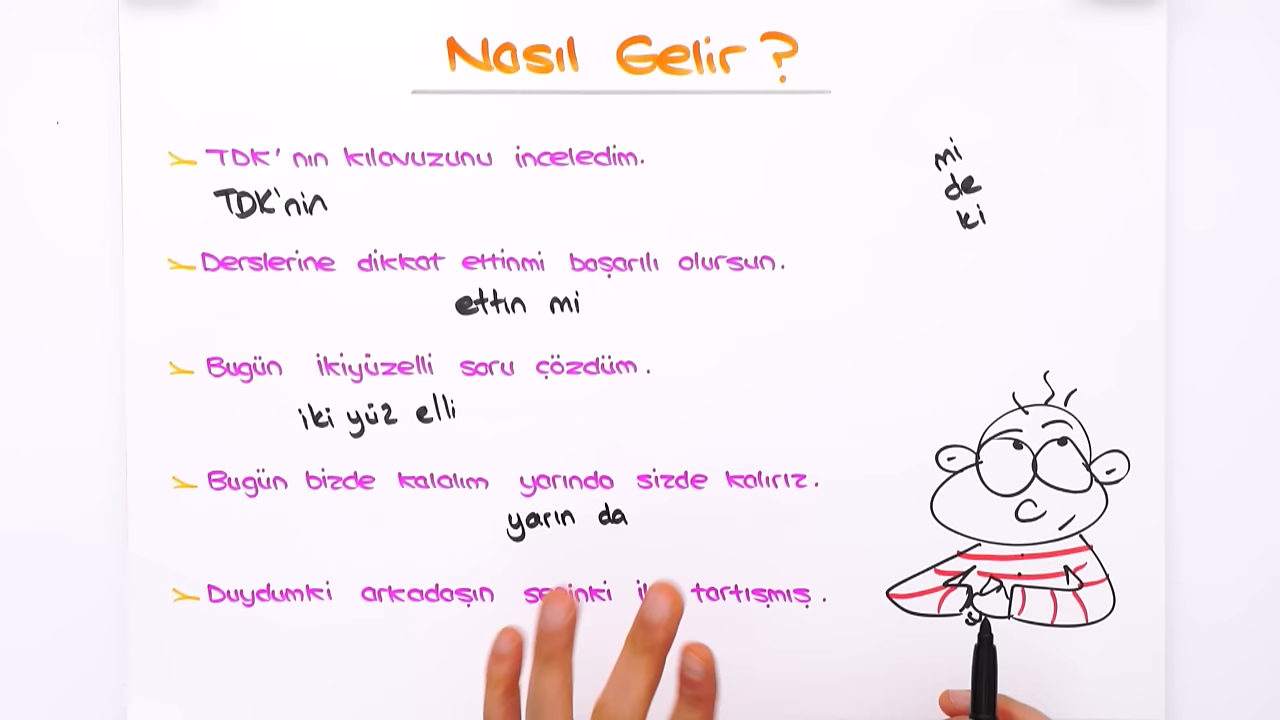 Nasıl Gelir?
TDK'nın kılavuzunu inceledim.
TDK'nin
Derslerine dikkat ettinmi başarılı olursun.
ettin mi
Bugün ikiyüzelli soru çözdüm.
iki yüz elli
Bugün bizde kalalım yarında sizde kalırız.
yarın da
Duydumki arkadaşın tartışmış.
mi
de
ki